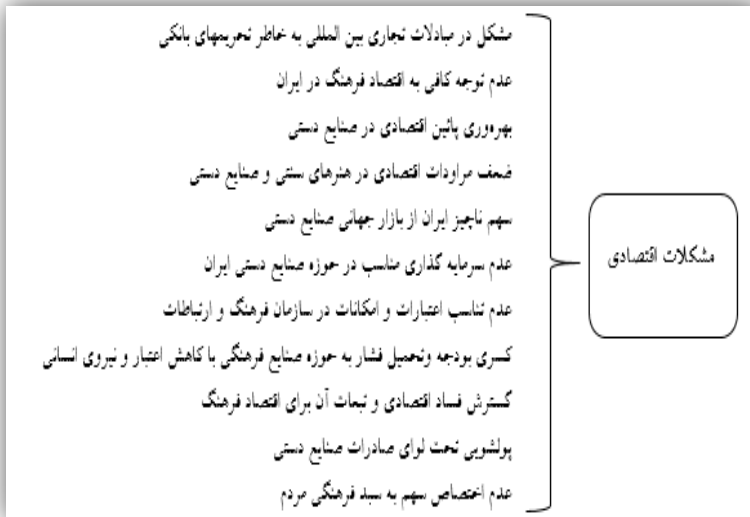 مشکلات اقتصادی
مشکل در مبادلات تجاری بین المللی به خاطر تحریمهای بانکی
عدم توجه کافی به اقتصاد فرهنگ در ایران
بهره‌وری پائین اقتصادی در صنایع دستی
ضعف مراودات اقتصادی در هنرهای سنتی و صنایع دستی
سهم ناچیز ایران از بازار جهانی صنایع دستی
عدم سرمایه گذاری مناسب در حوزه صنایع دستی ایران
عدم تناسب اعتبارات و امکانات در سازمان فرهنگ و ارتباطات
کسری بودجه وتحمیل فشار به حوزه صنایع فرهنگی با کاهش اعتبار و نیروی انسانی
گسترش فساد اقتصادی و تبعات آن برای اقتصاد فرهنگ
پولشویی تحت لوای صادرات صنایع دستی
عدم اختصاص سهم به سبد فرهنگی مردم